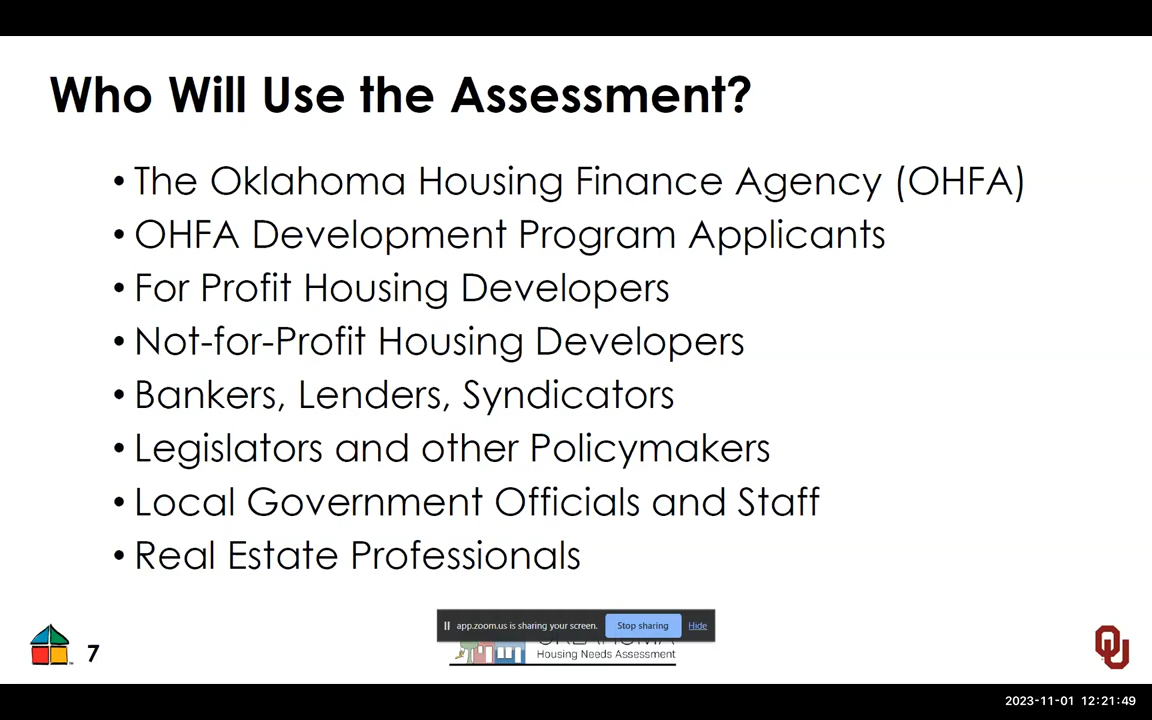 Who Will Use the Assessment?
• The Oklahoma Housing Finance Agency (OHFA)
• OHFA Development Program Applicants
• For Profit Housing Developers
• Not-for-Profit Housing Developers
• Bankers, Lenders, Syndicators
• Legislators and other Policymakers
• Local Government Officials and Staff
• Real Estate Professionals
app.zoom.us is sharing your screen. Stop sharing Hide
Housing Needs Assessment
7
OU
2023-11-01 12:21:49